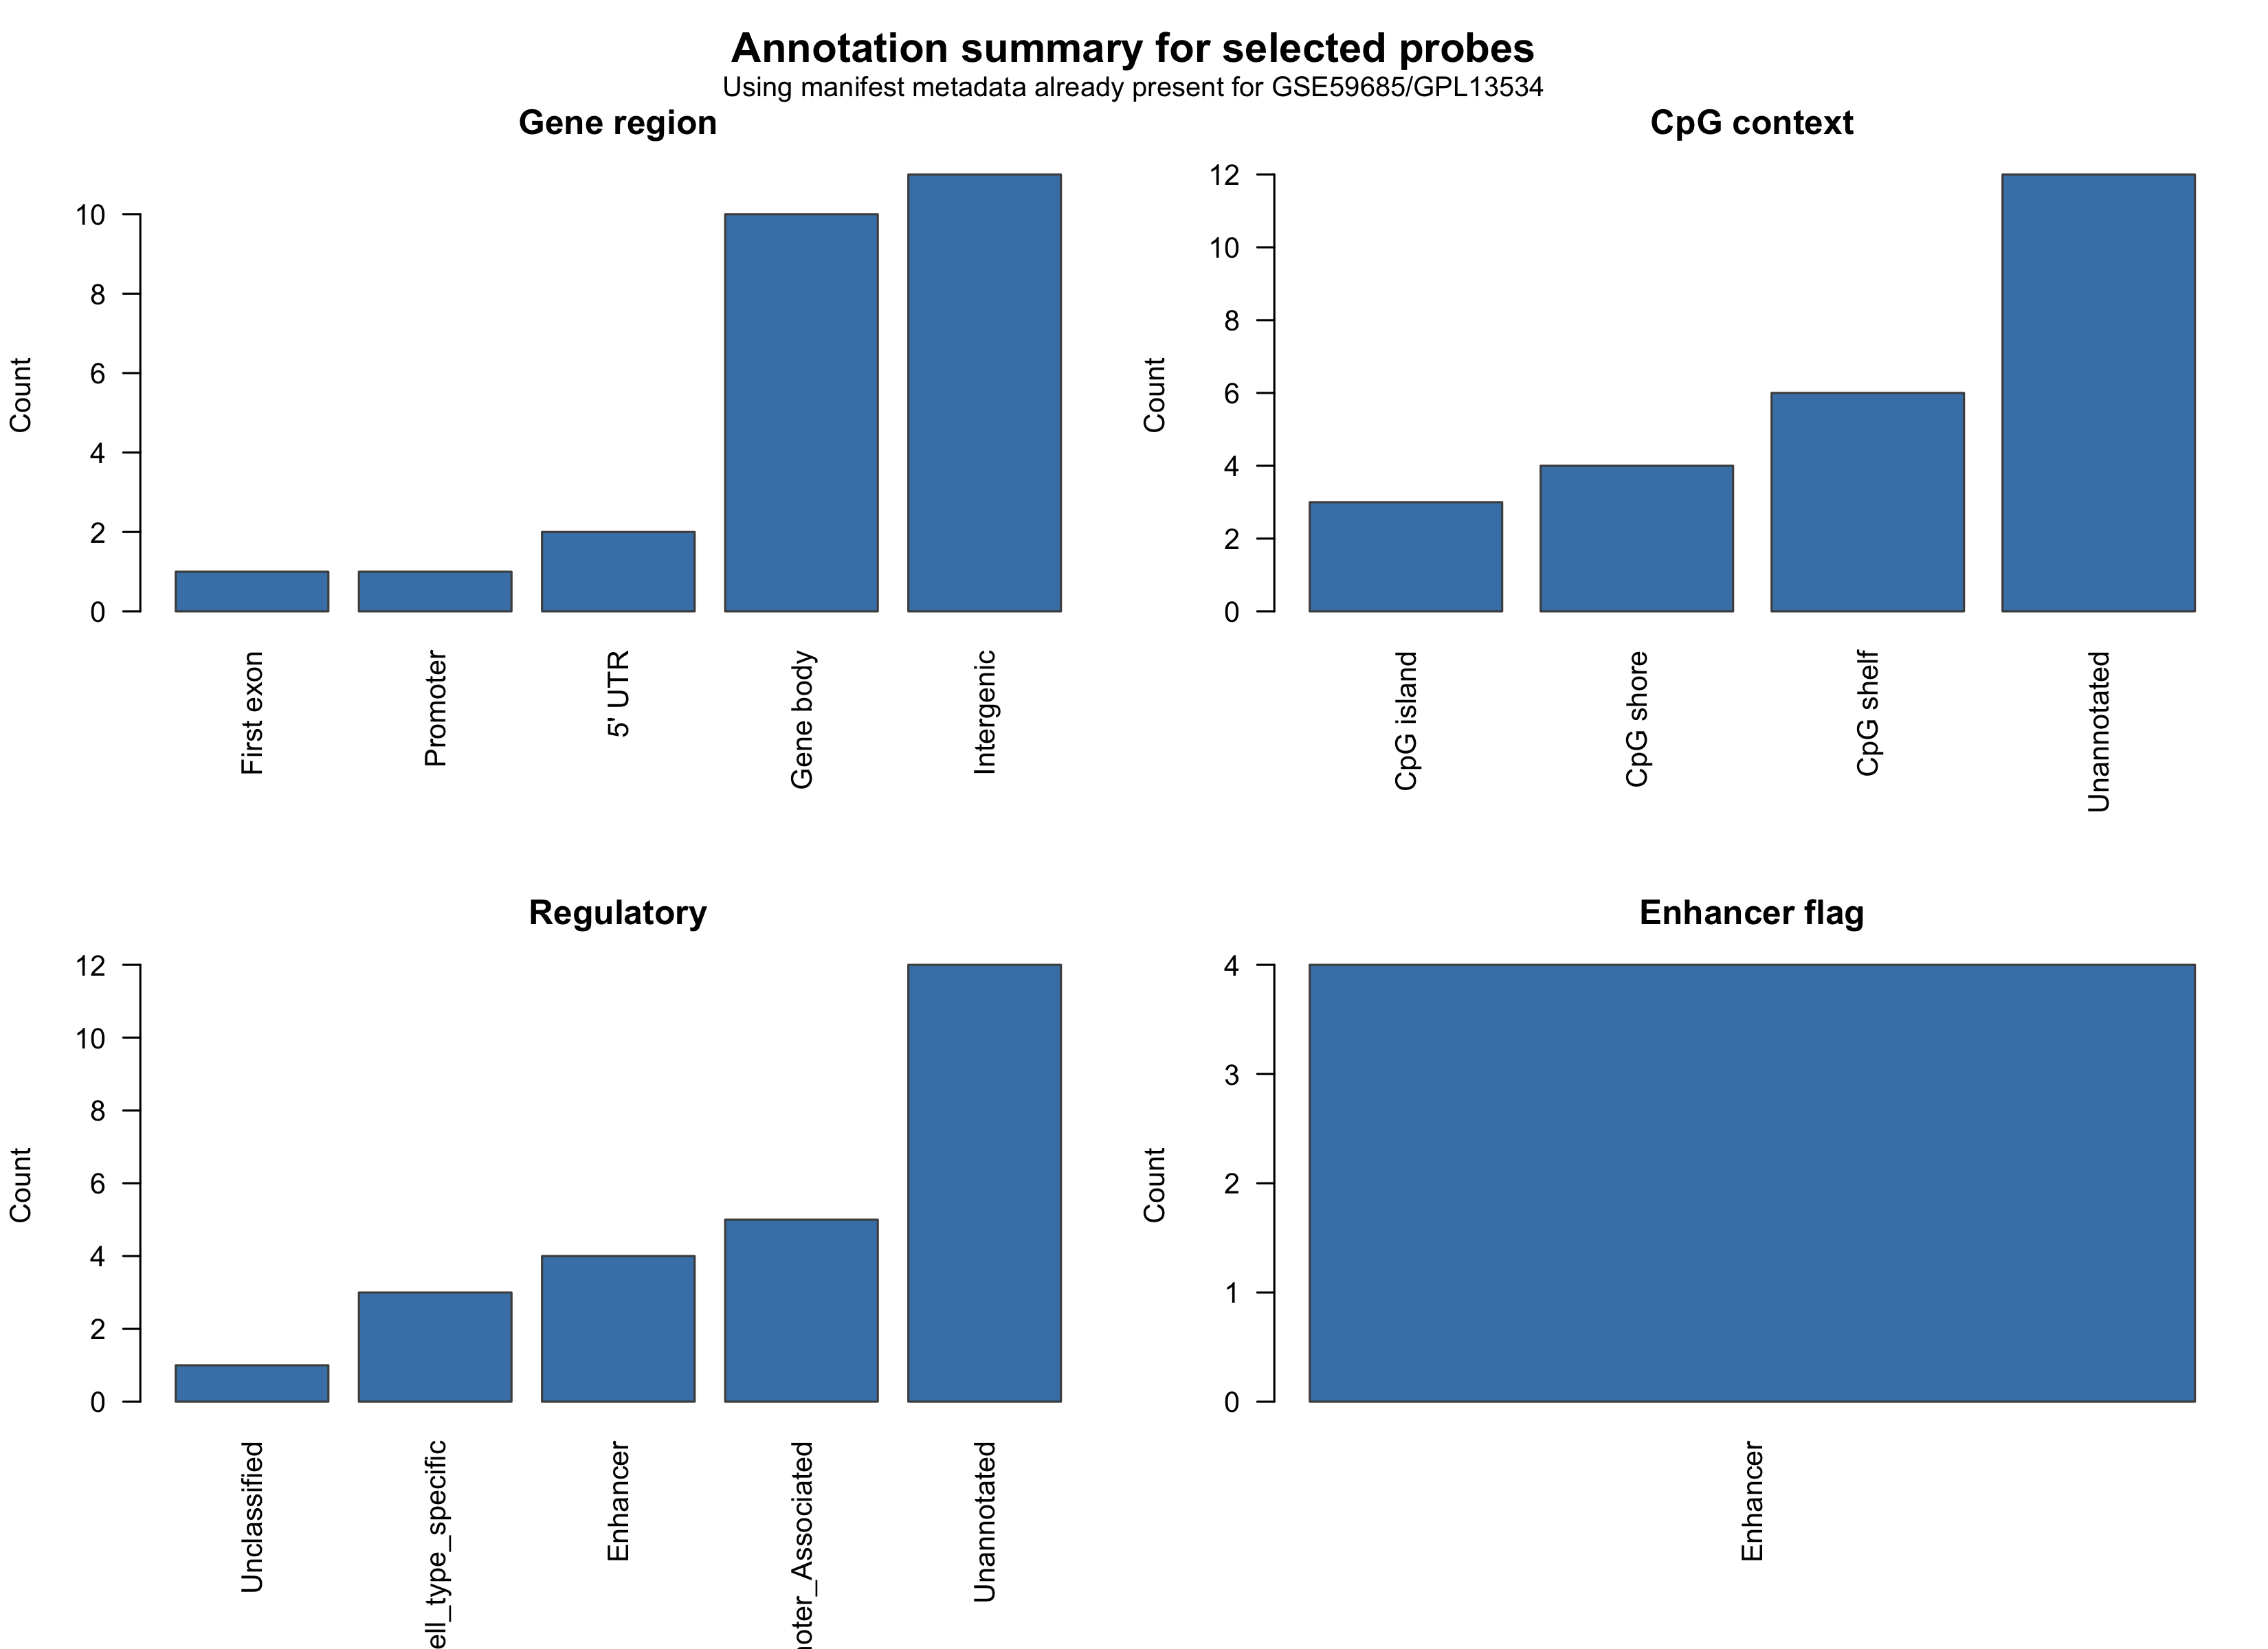 Annotation summary for selected probes
Using manifest metadata already present for GSE59685/GPL13534
Gene region
Count
10
8
6
4
2
0
First exon
Promoter
5' UTR
Gene body
Intergenic
CpG context
Count
12
10
8
6
4
2
0
CpG island
CpG shore
CpG shelf
Unannotated
Regulatory
Count
12
10
8
6
4
2
0
Unclassified
ell_type_specific
Enhancer
noter_Associated
Unannotated
Enhancer flag
Count
4
3
2
1
0
Enhancer